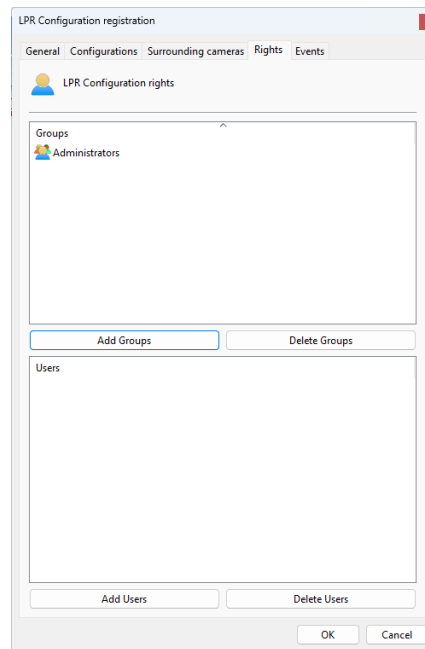 LPR Configuration registration
General Configurations Surrounding cameras Rights Events
LPR Configuration rights
Groups
Administrators
Add Groups Delete Groups
Users
Add Users Delete Users
OK Cancel